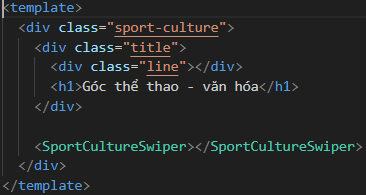 <template>
  <div class="sport-culture">
    <div class="title">
      <div class="line"></div>
      <h1>Góc thể thao - văn hóa</h1>
    </div>

    <SportCultureSwiper></SportCultureSwiper>
  </div>
</template>